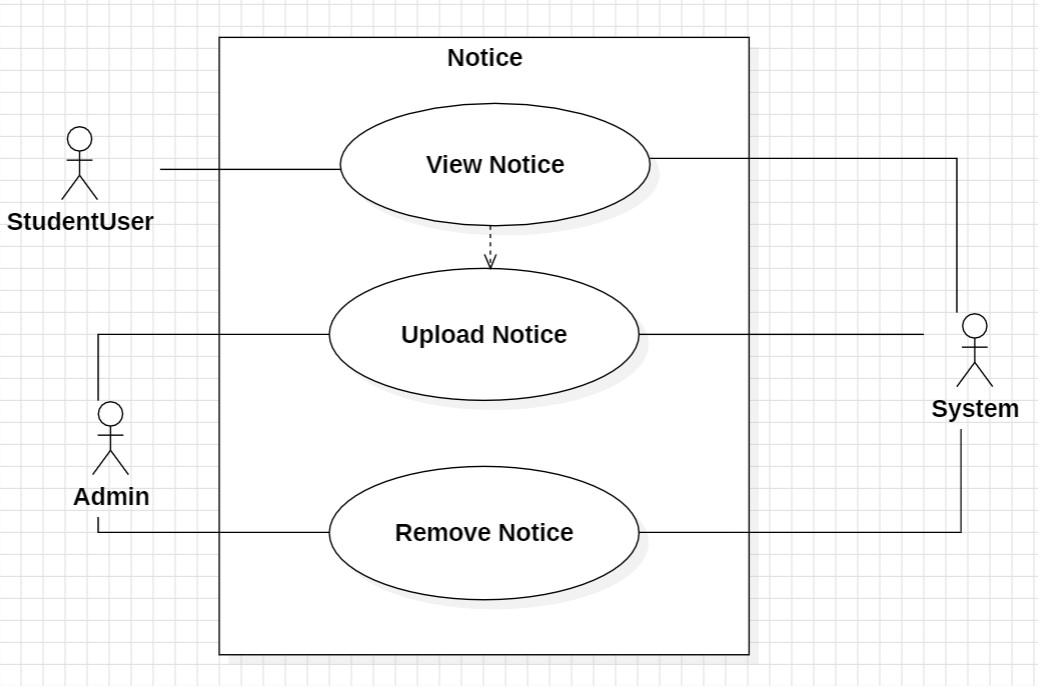 Notice
View Notice
StudentUser
Upload Notice
System
Admin
Remove Notice